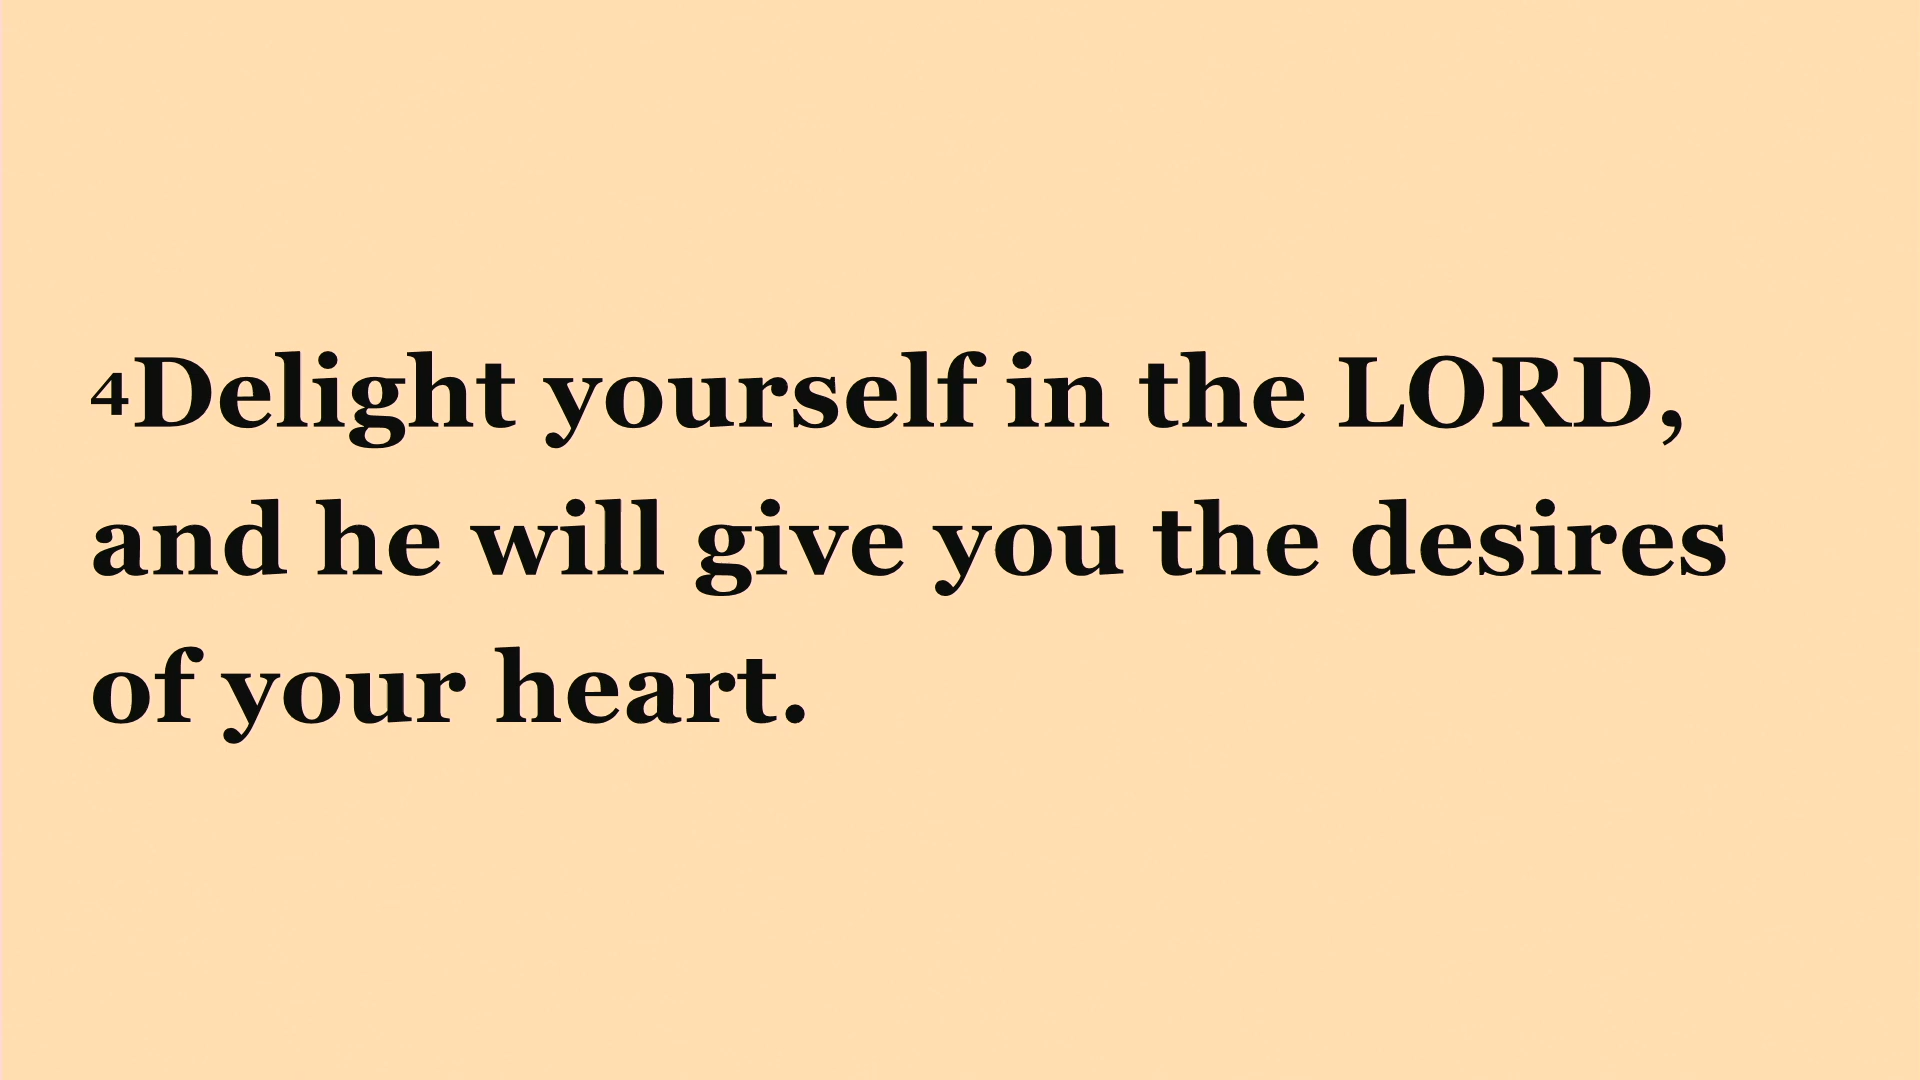 ⁴Delight yourself in the LORD,
and he will give you the desires
of your heart.